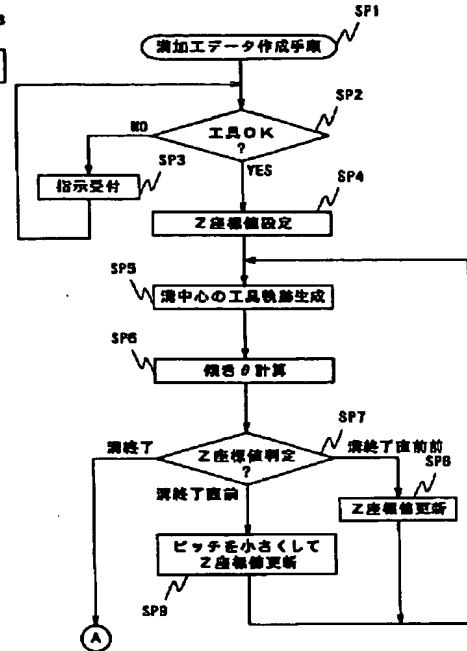 SP1
溝加工データ作成手順
SP2
工具OK
?
NO
YES
SP3
指示受付
SP4
Z座標値設定
SP5
溝中心の工具軌跡生成
SP6
傾きθ計算
SP7
Z座標値判定
?
溝終了
溝終了直前前
溝終了直前
SP8
Z座標値更新
ピッチを小さくして
Z座標値更新
SP9
A